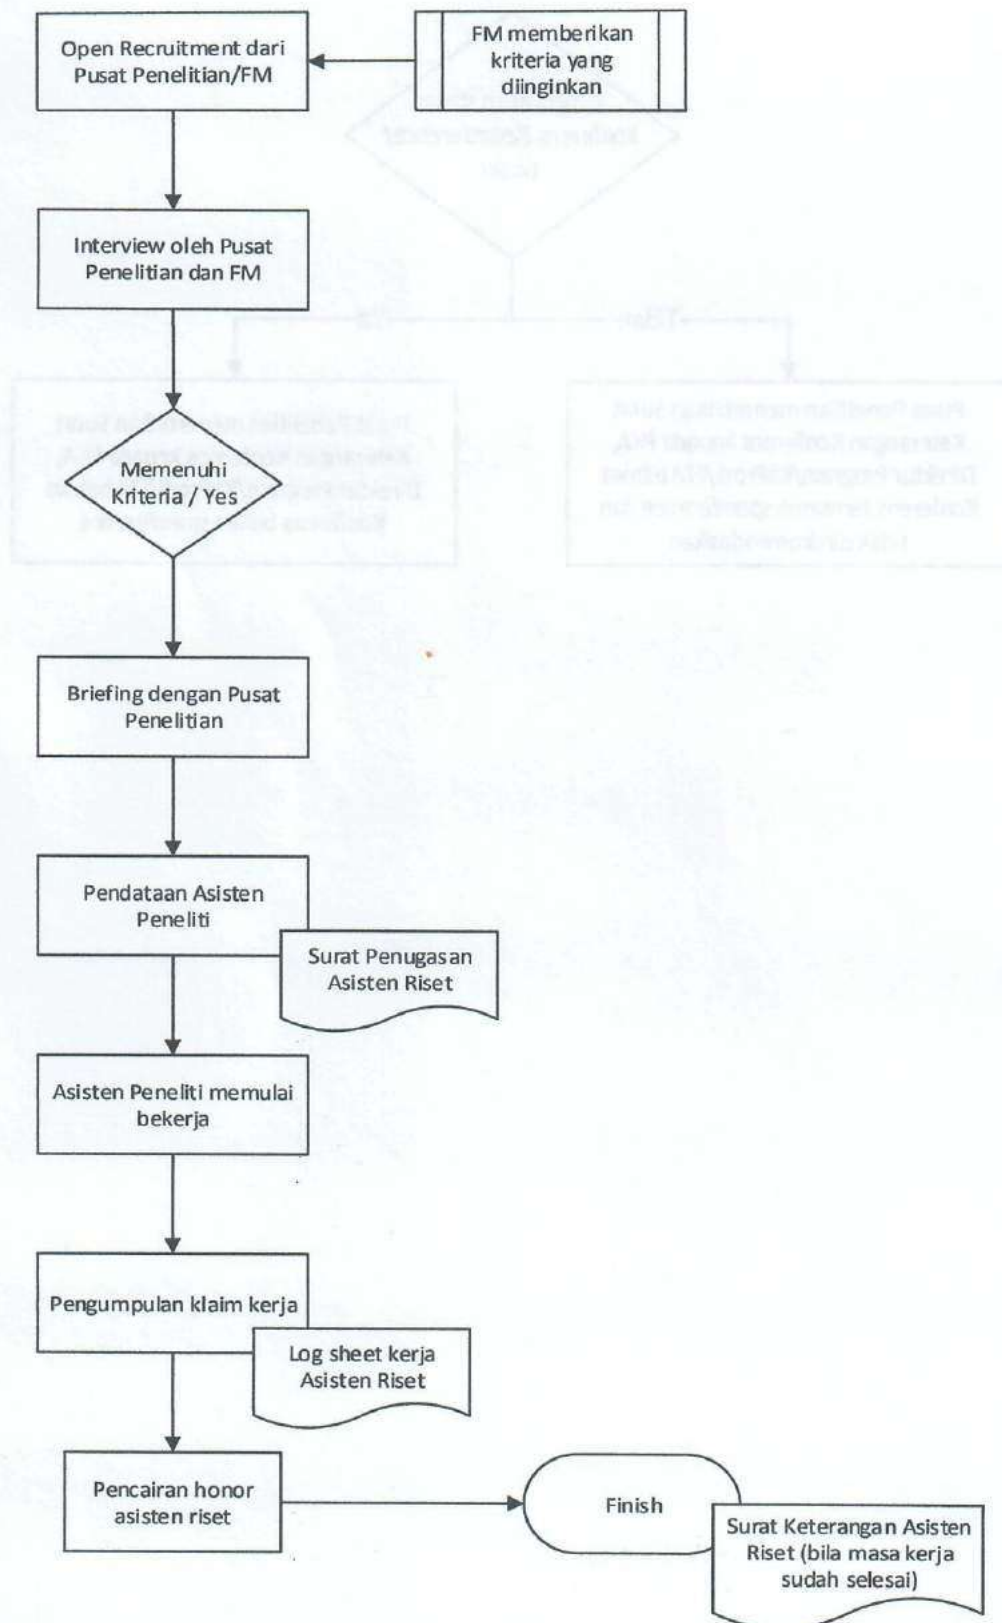 Open Recruitment dari
Pusat Penelitian/FM
FM memberikan
kriteria yang
diinginkan
Interview oleh Pusat
Penelitian dan FM
Memenuhi
Kriteria / Yes
Briefing dengan Pusat
Penelitian
Pendataan Asisten
Peneliti
Surat Penugasan
Asisten Riset
Asisten Peneliti memulai
bekerja
Pengumpulan klaim kerja
Log sheet kerja
Asisten Riset
Pencairan honor
asisten riset
Finish
Surat Keterangan Asisten
Riset (bila masa kerja
sudah selesai)